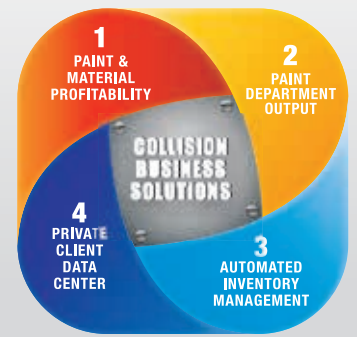 1
PAINT &
MATERIAL
PROFITABILITY
2
PAINT
DEPARTMENT
OUTPUT
COLLISION
BUSINESS
SOLUTIONS
4
PRIVATE
CLIENT
DATA
CENTER
3
AUTOMATED
INVENTORY
MANAGEMENT